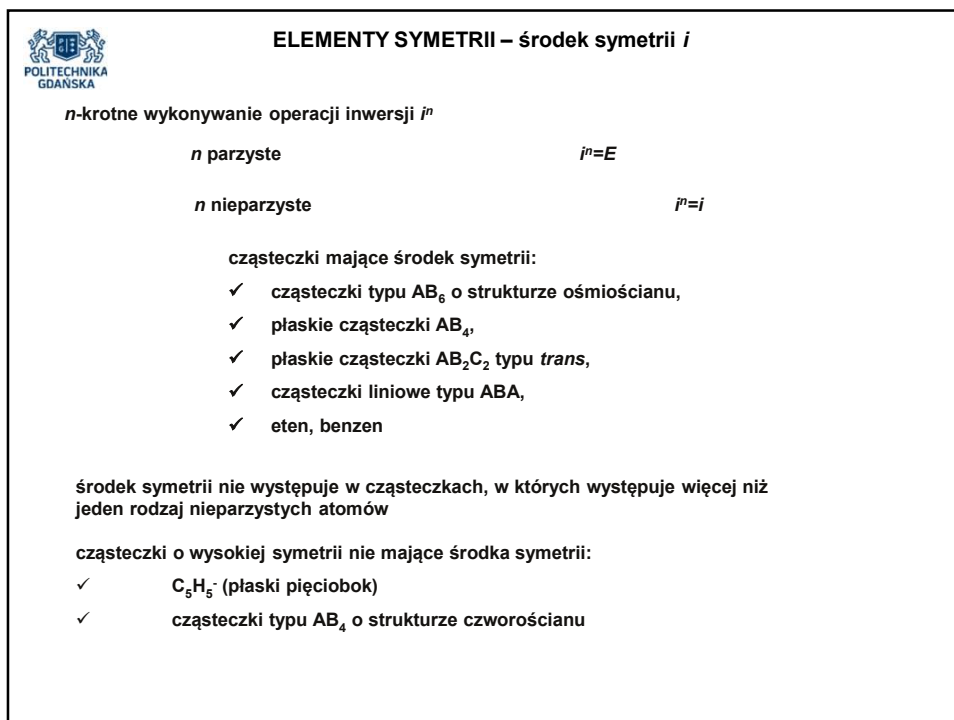 POLITECHNIKA
GDAŃSKA
ELEMENTY SYMETRII – środek symetrii i
n-krotne wykonywanie operacji inwersji iⁿ
n parzyste iⁿ=E
n nieparzyste iⁿ=i
cząsteczki mające środek symetrii:
✓ cząsteczki typu AB₆ o strukturze ośmiościanu,
✓ płaskie cząsteczki AB₄,
✓ płaskie cząsteczki AB₂C₂ typu trans,
✓ cząsteczki liniowe typu ABA,
✓ eten, benzen
środek symetrii nie występuje w cząsteczkach, w których występuje więcej niż
jeden rodzaj nieparzystych atomów
cząsteczki o wysokiej symetrii nie mające środka symetrii:
✓ C₅H₅⁻ (płaski pięciobok)
✓ cząsteczki typu AB₄ o strukturze czworościanu